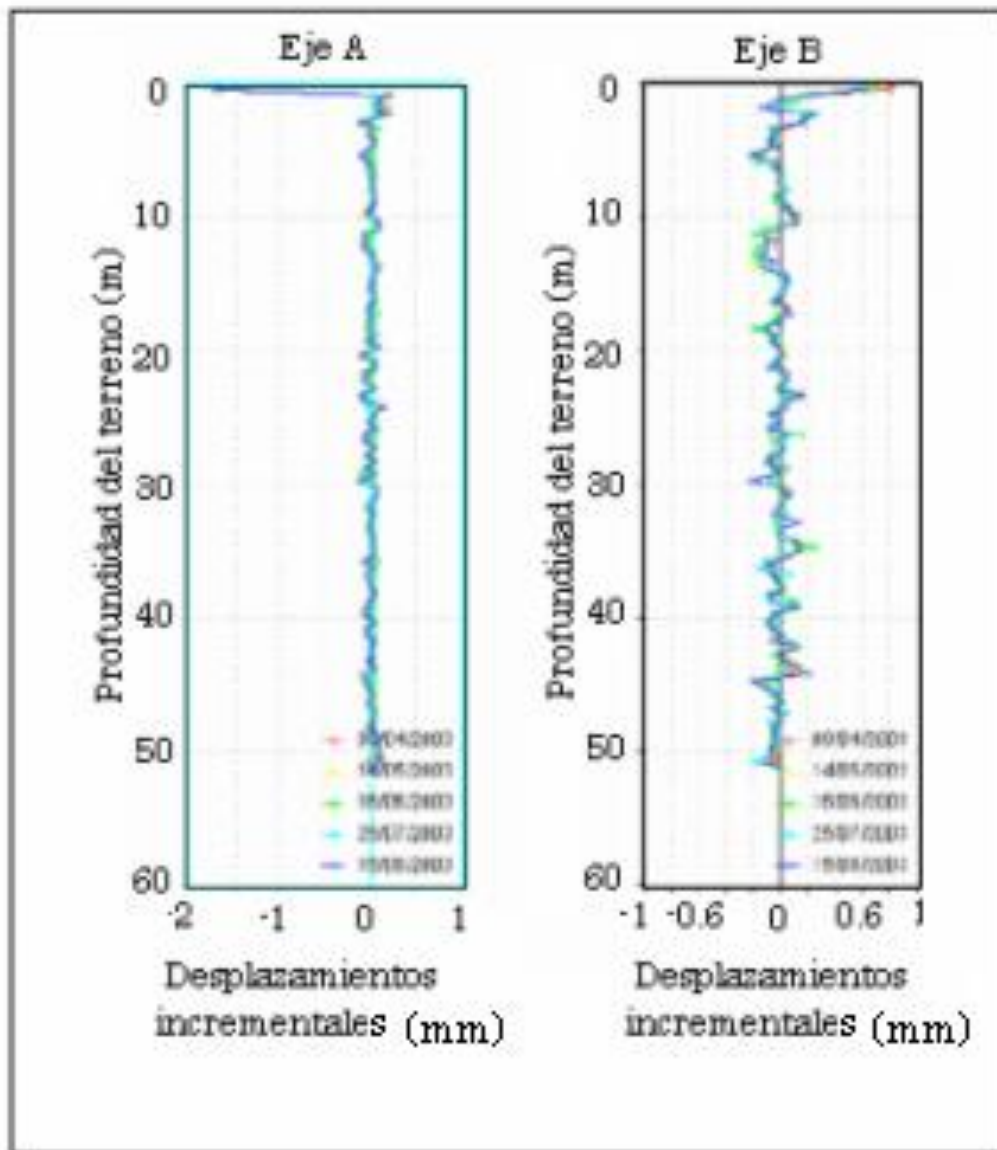 Eje A
0
10
20
30
40
50
60
-2
-1
0
1
Profundidad del terreno (m)
Desplazamientos
incrementales (mm)
Eje B
0
10
20
30
40
50
60
-1
-0.6
0
0.6
1
Profundidad del terreno (m)
Desplazamientos
incrementales (mm)